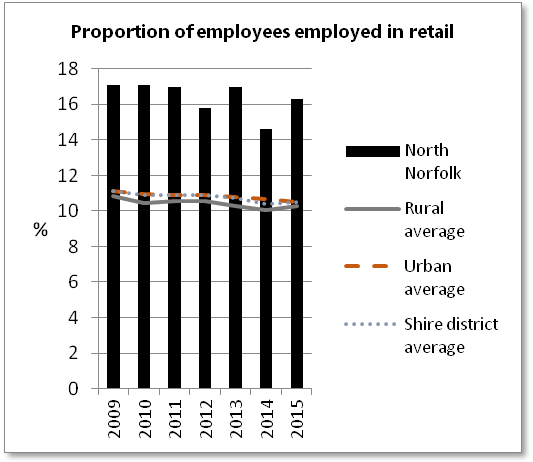 Proportion of employees employed in retail
18
16
14
12
10
8
6
4
2
0
%
2009
2010
2011
2012
2013
2014
2015
North
Norfolk
Rural
average
Urban
average
Shire district
average